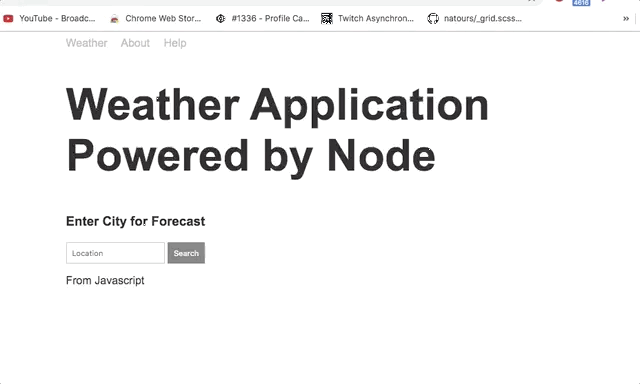 4616
YouTube - Broadc... Chrome Web Stor... #1336 - Profile Ca... Twitch Asynchron... natours/_grid.scss... »
Weather About Help
Weather Application
Powered by Node
Enter City for Forecast
Location Search
From Javascript